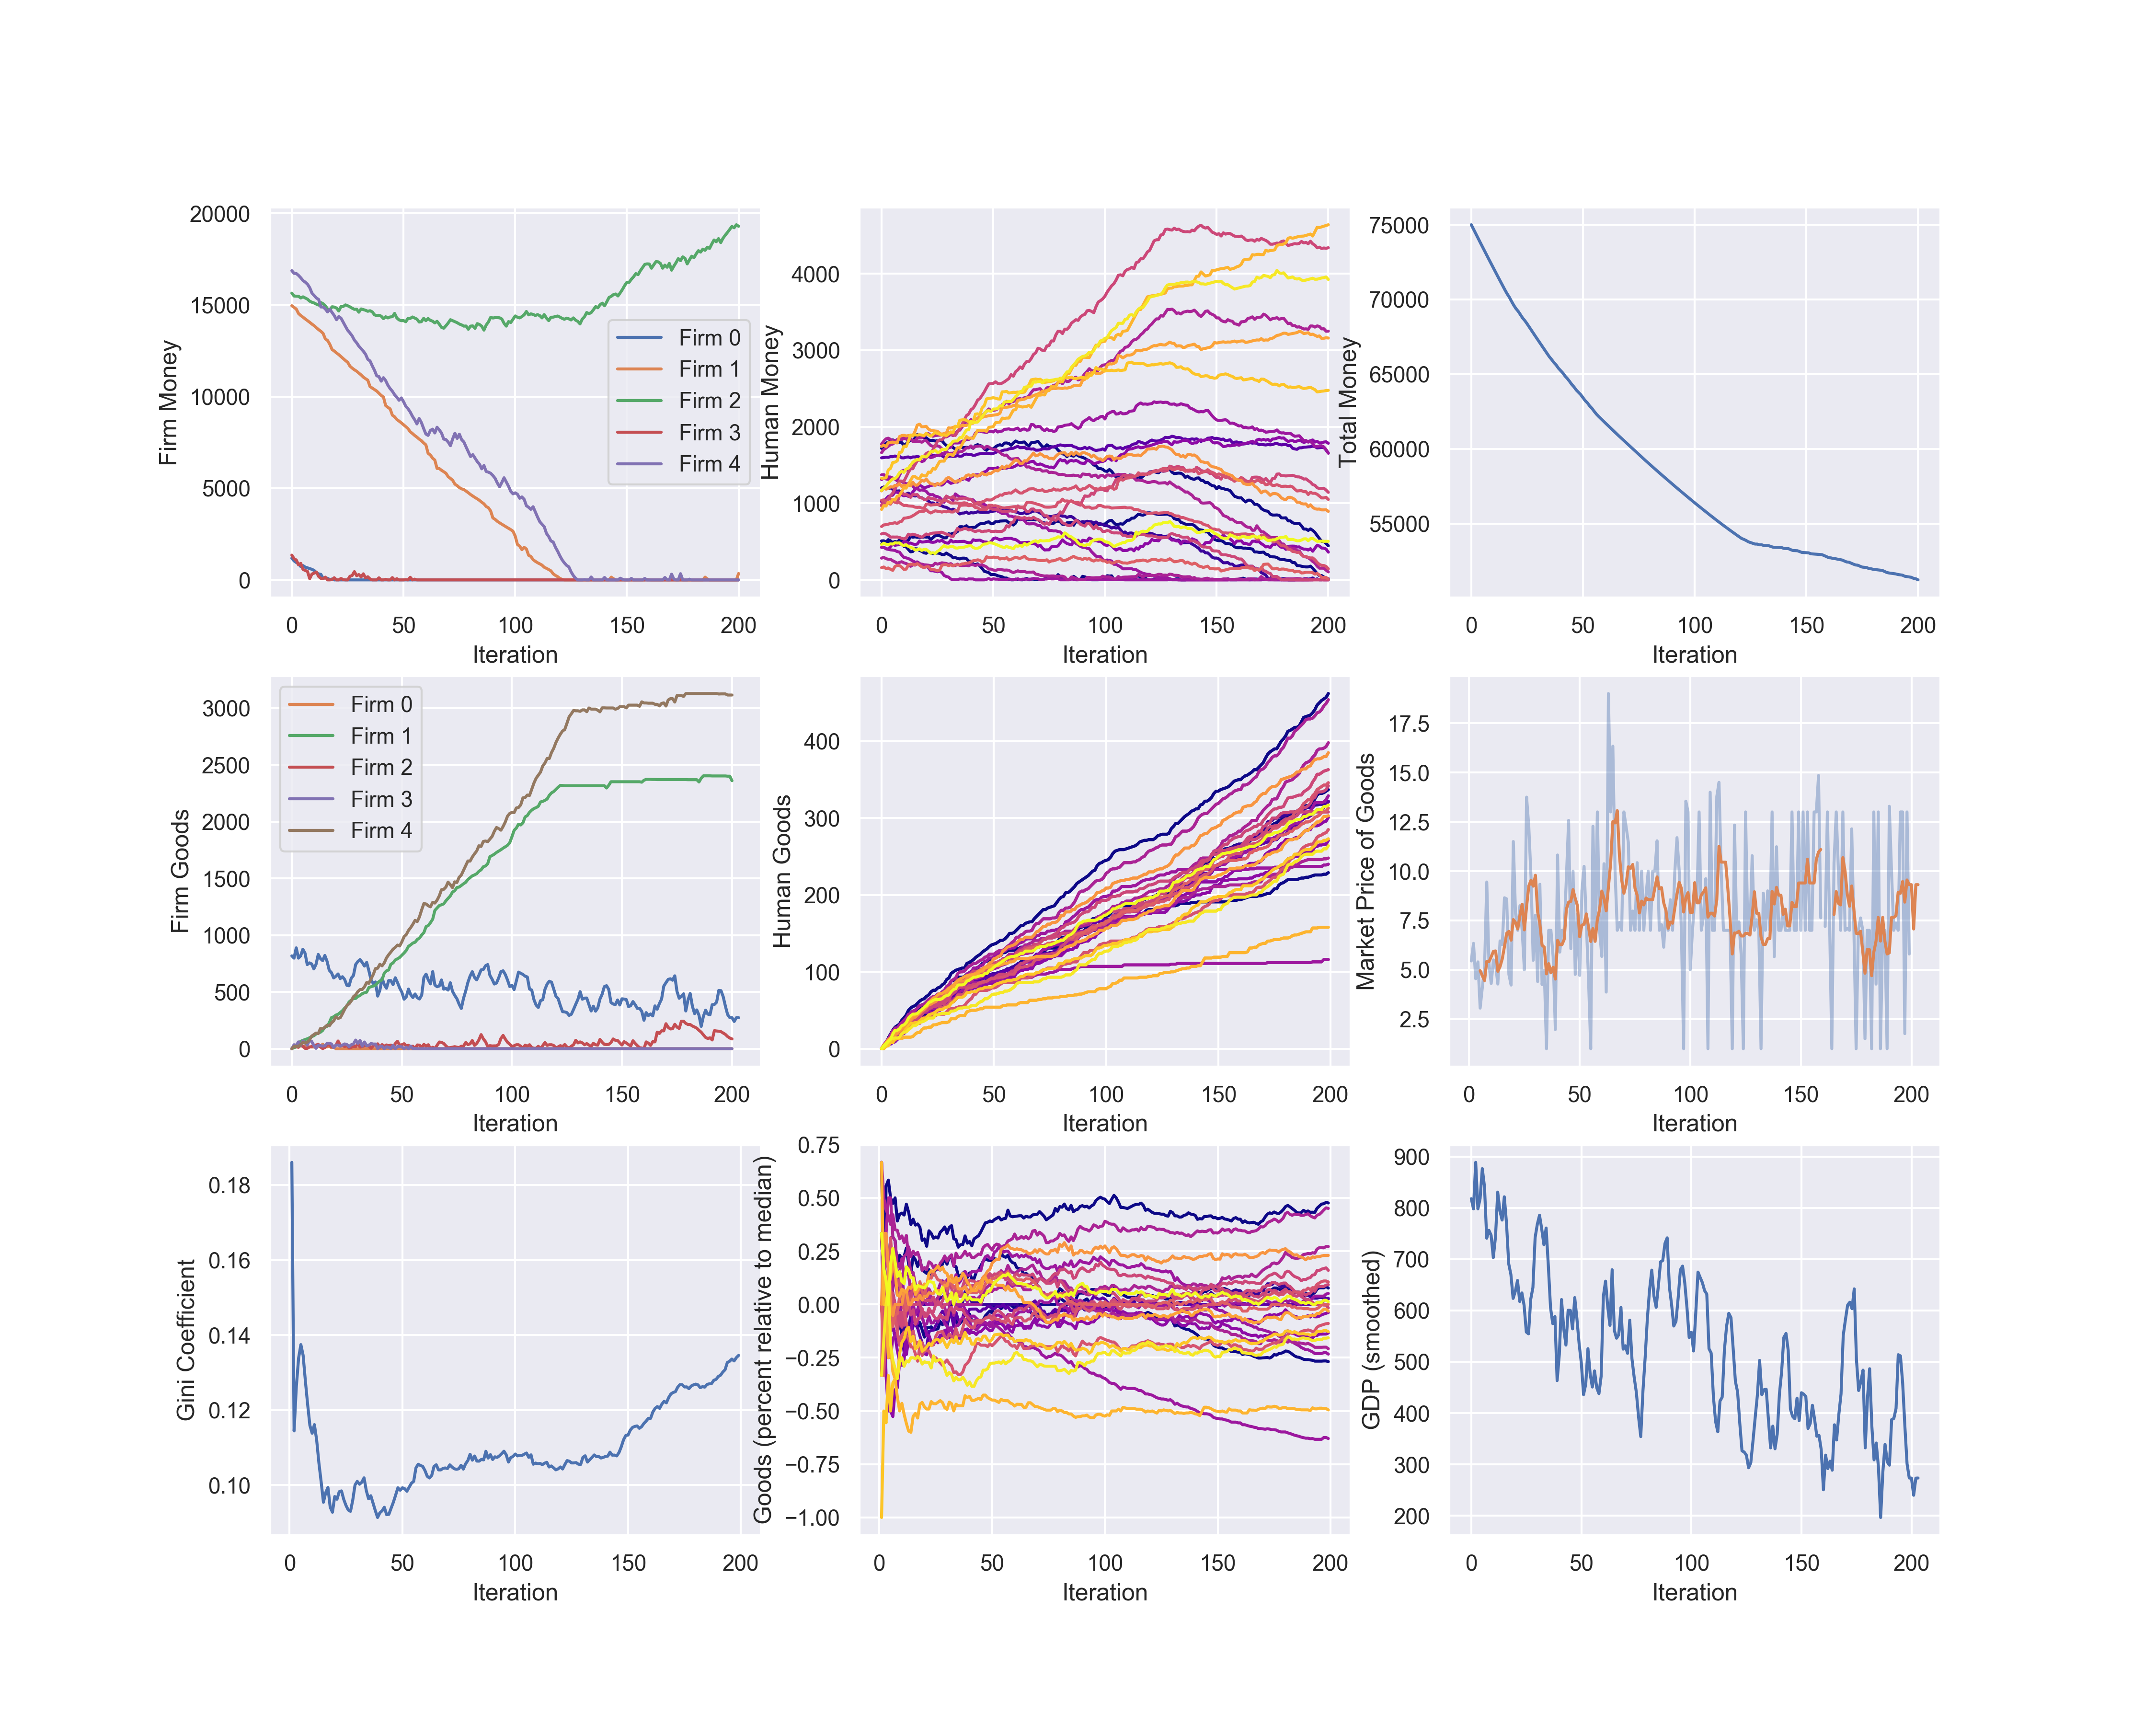 Firm Money
20000
15000
10000
5000
0
Firm 0
Firm 1
Firm 2
Firm 3
Firm 4
0 50 100 150 200
Iteration
Human Money
4000
3000
2000
1000
0
0 50 100 150 200
Iteration
Total Money
75000
70000
65000
60000
55000
0 50 100 150 200
Iteration
Firm Goods
3000
2500
2000
1500
1000
500
0
Firm 0
Firm 1
Firm 2
Firm 3
Firm 4
0 50 100 150 200
Iteration
Human Goods
400
300
200
100
0
0 50 100 150 200
Iteration
Market Price of Goods
17.5
15.0
12.5
10.0
7.5
5.0
2.5
0 50 100 150 200
Iteration
Gini Coefficient
0.18
0.16
0.14
0.12
0.10
0 50 100 150 200
Iteration
Goods (percent relative to median)
0.75
0.50
0.25
0.00
−0.25
−0.50
−0.75
−1.00
0 50 100 150 200
Iteration
GDP (smoothed)
900
800
700
600
500
400
300
200
0 50 100 150 200
Iteration